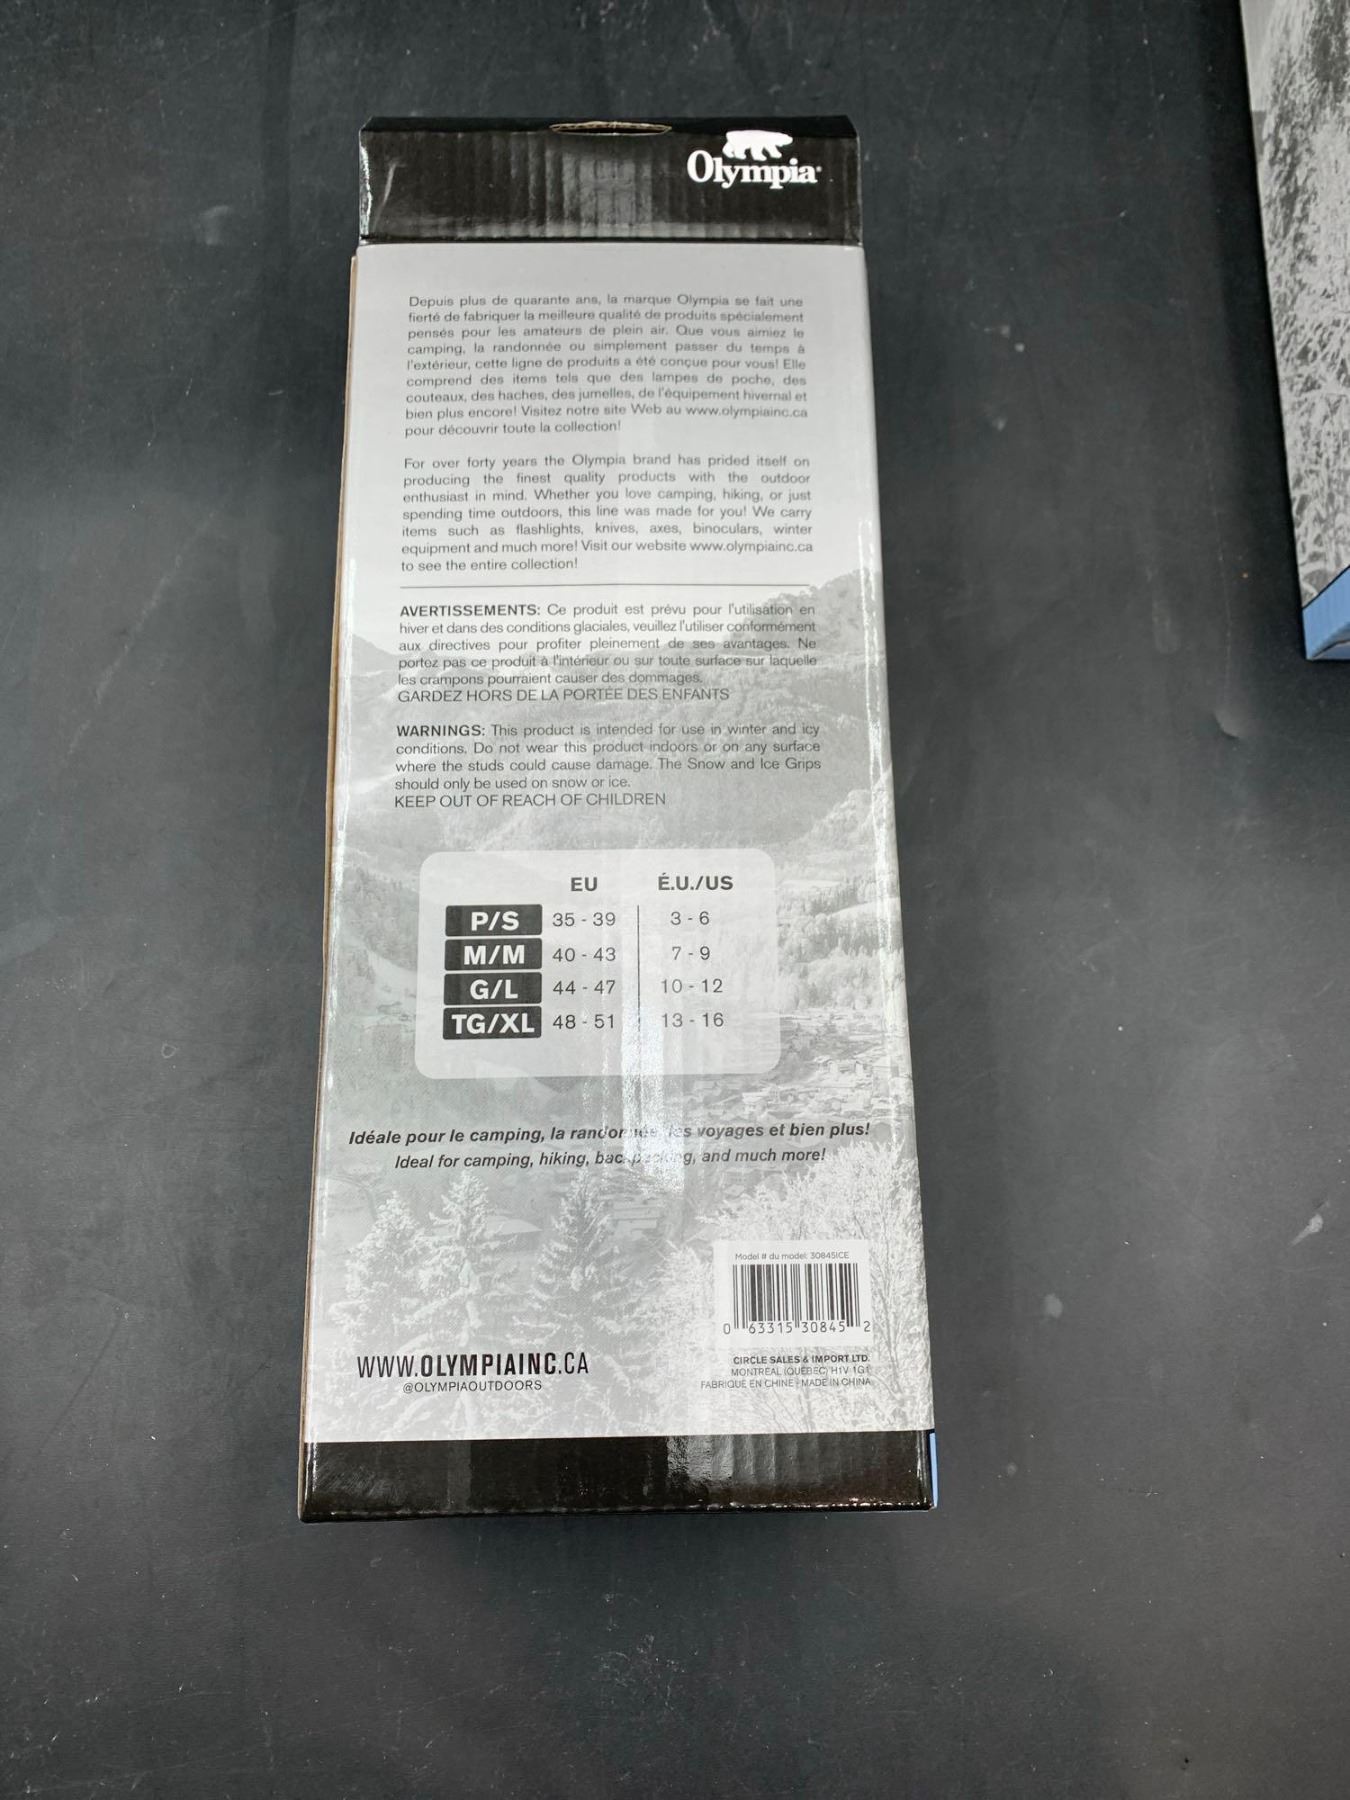 Olympia
Depuis plus de quarante ans, la marque Olympia se fait une
fierté de fabriquer la meilleure qualité de produits spécialement
pensés pour les amateurs de plein air. Que vous aimiez le
camping, la randonnée ou simplement passer du temps à
l'extérieur, cette ligne de produits a été conçue pour vous! Elle
comprend des items tels que des lampes de poche, des
couteaux, des haches, des jumelles, de l'équipement hivernal et
bien plus encore! Visitez notre site Web au www.olympiainc.ca
pour découvrir toute la collection!
For over forty years the Olympia brand has prided itself on
producing the finest quality products with the outdoor
enthusiast in mind. Whether you love camping, hiking, or just
spending time outdoors, this line was made for you! We carry
items such as flashlights, knives, axes, binoculars, winter
equipment and much more! Visit our website www.olympiainc.ca
to see the entire collection!
AVERTISSEMENTS: Ce produit est prévu pour l'utilisation en
hiver et dans des conditions glaciales, veuillez l'utiliser conformément
aux directives pour profiter pleinement de ses avantages. Ne
portez pas ce produit à l'intérieur ou sur toute surface sur laquelle
les crampons pourraient causer des dommages.
GARDEZ HORS DE LA PORTÉE DES ENFANTS
WARNINGS: This product is intended for use in winter and icy
conditions. Do not wear this product indoors or on any surface
where the studs could cause damage. The Snow and Ice Grips
should only be used on snow or ice.
KEEP OUT OF REACH OF CHILDREN
EU É.U./US
P/S 35 - 39 3 - 6
M/M 40 - 43 7 - 9
G/L 44 - 47 10 - 12
TG/XL 48 - 51 13 - 16
Idéale pour le camping, la randonnée, les voyages et bien plus!
Ideal for camping, hiking, backpacking, and much more!
Model # du model: 30845ICE
0 63315 30845 2
WWW.OLYMPIAINC.CA
@OLYMPIAOUTDOORS
CIRCLE SALES & IMPORT LTD.
MONTRÉAL (QUÉBEC) H1V 1G1
FABRIQUÉ EN CHINE - MADE IN CHINA